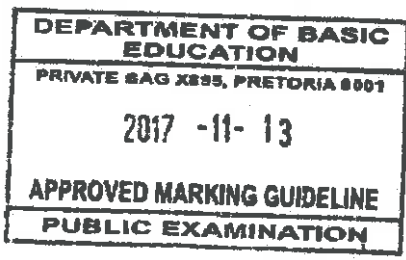 DEPARTMENT OF BASIC
EDUCATION
PRIVATE BAG X895, PRETORIA 0001
2017 -11- 13
APPROVED MARKING GUIDELINE
PUBLIC EXAMINATION